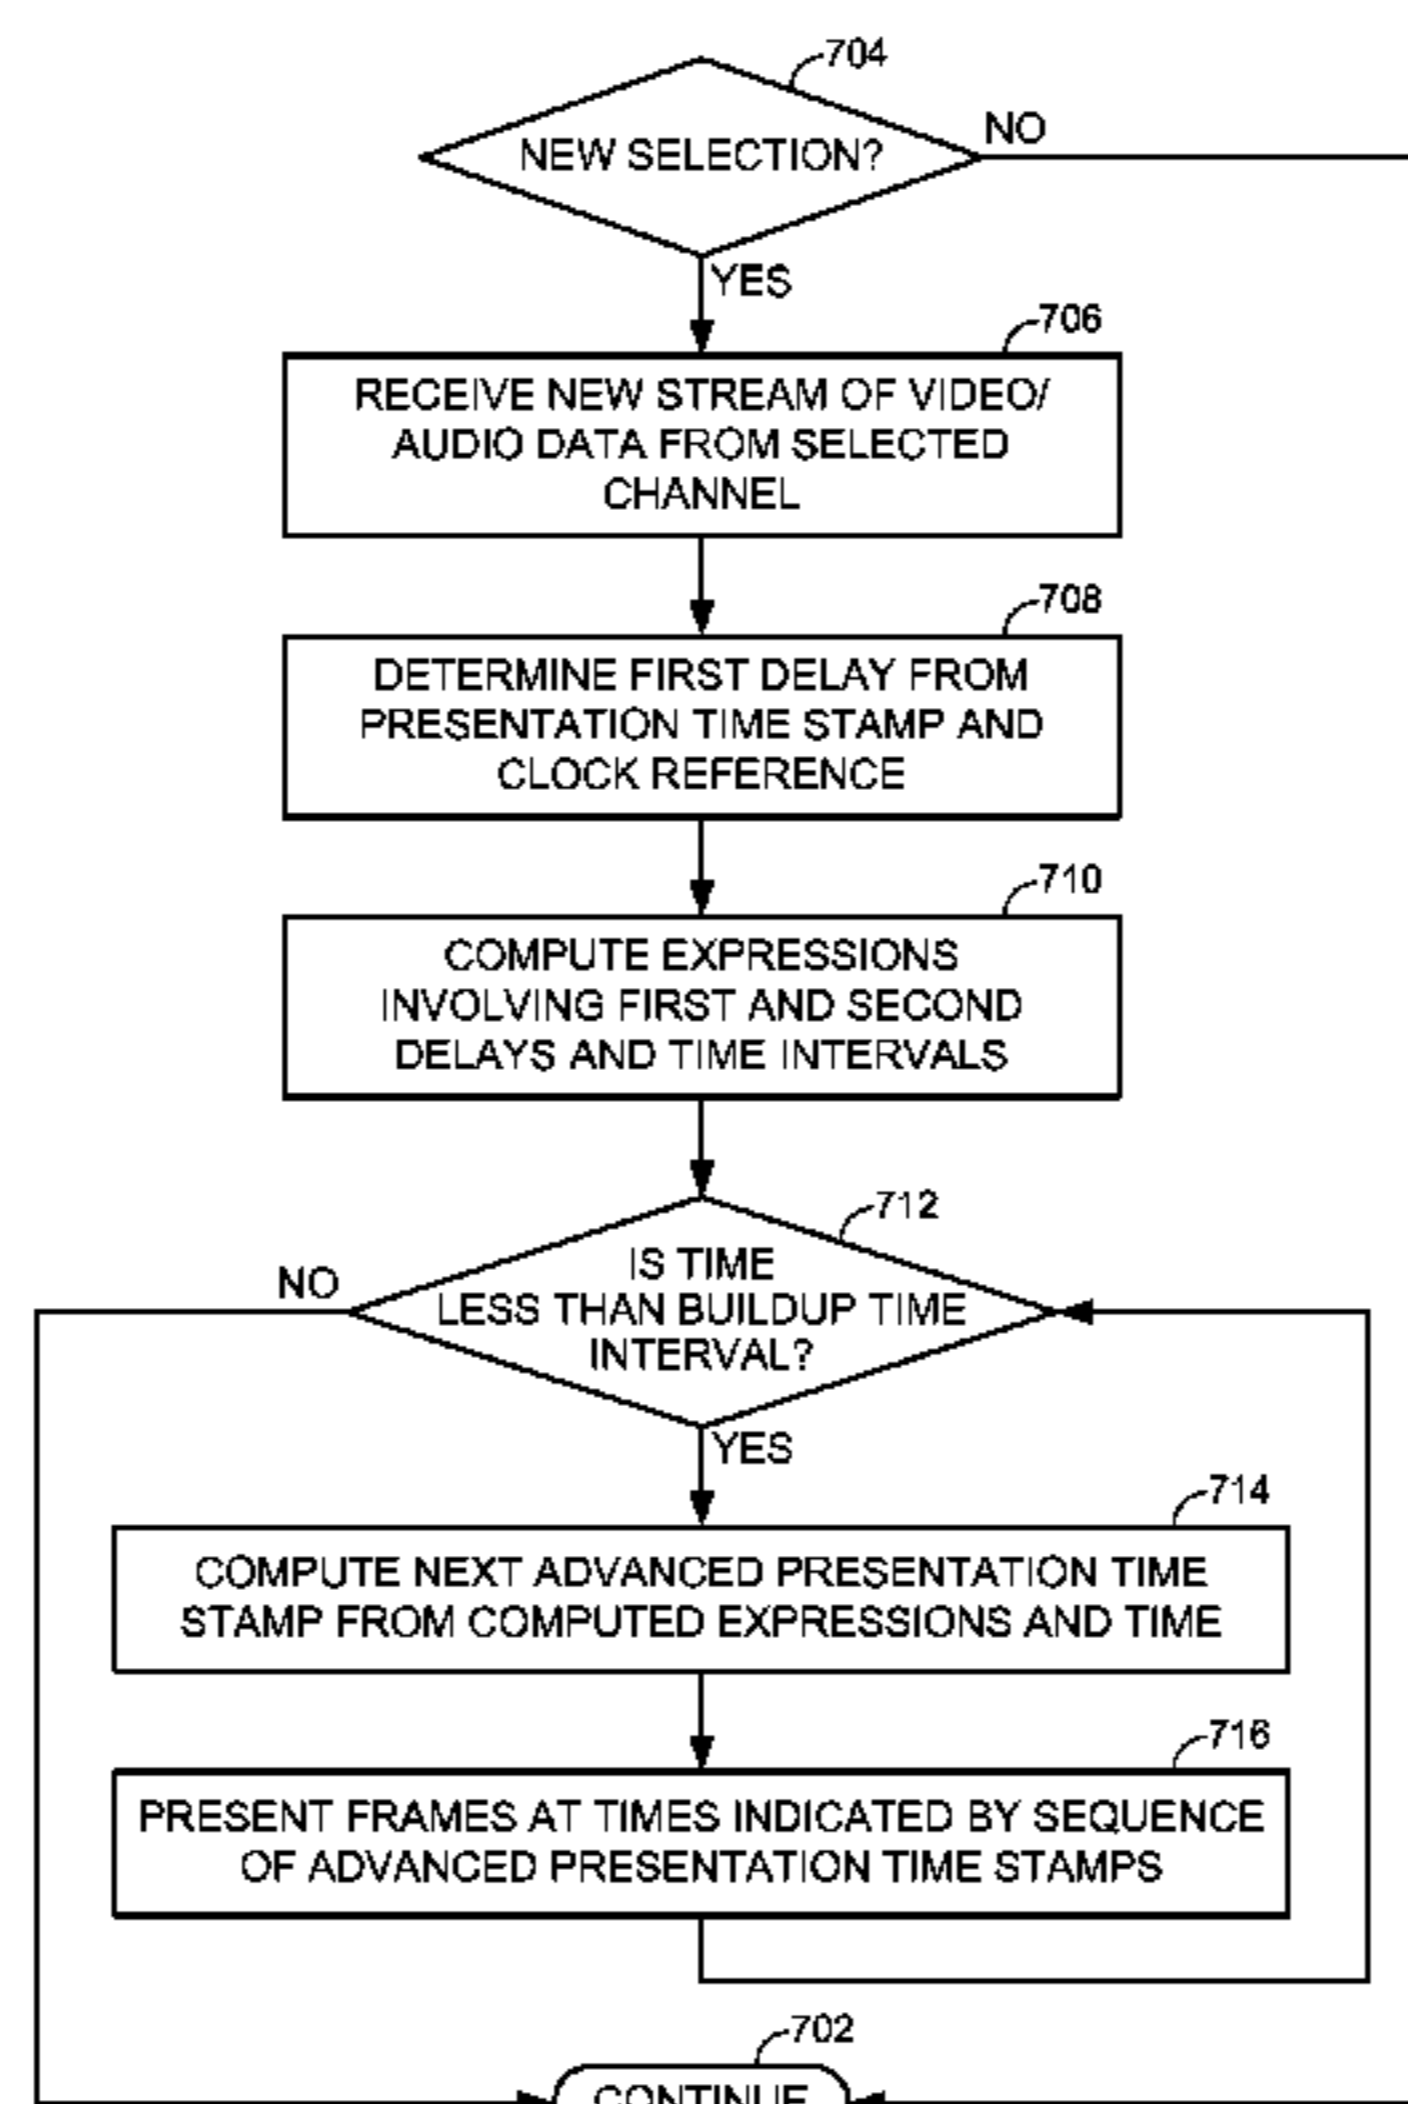 704
NEW SELECTION?
NO
YES
706
RECEIVE NEW STREAM OF VIDEO/
AUDIO DATA FROM SELECTED
CHANNEL
708
DETERMINE FIRST DELAY FROM
PRESENTATION TIME STAMP AND
CLOCK REFERENCE
710
COMPUTE EXPRESSIONS
INVOLVING FIRST AND SECOND
DELAYS AND TIME INTERVALS
712
NO
IS TIME
LESS THAN BUILDUP TIME
INTERVAL?
YES
714
COMPUTE NEXT ADVANCED PRESENTATION TIME
STAMP FROM COMPUTED EXPRESSIONS AND TIME
716
PRESENT FRAMES AT TIMES INDICATED BY SEQUENCE
OF ADVANCED PRESENTATION TIME STAMPS
702
CONTINUE